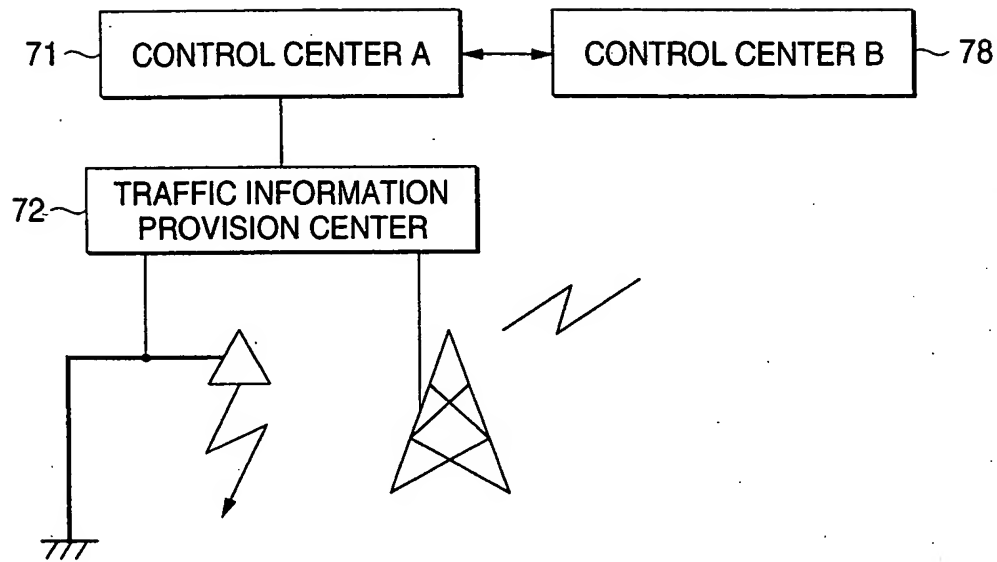 71
CONTROL CENTER A
CONTROL CENTER B
78
72
TRAFFIC INFORMATION
PROVISION CENTER